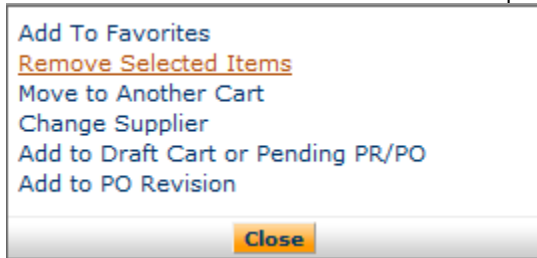 Add To Favorites
Remove Selected Items
Move to Another Cart
Change Supplier
Add to Draft Cart or Pending PR/PO
Add to PO Revision
Close